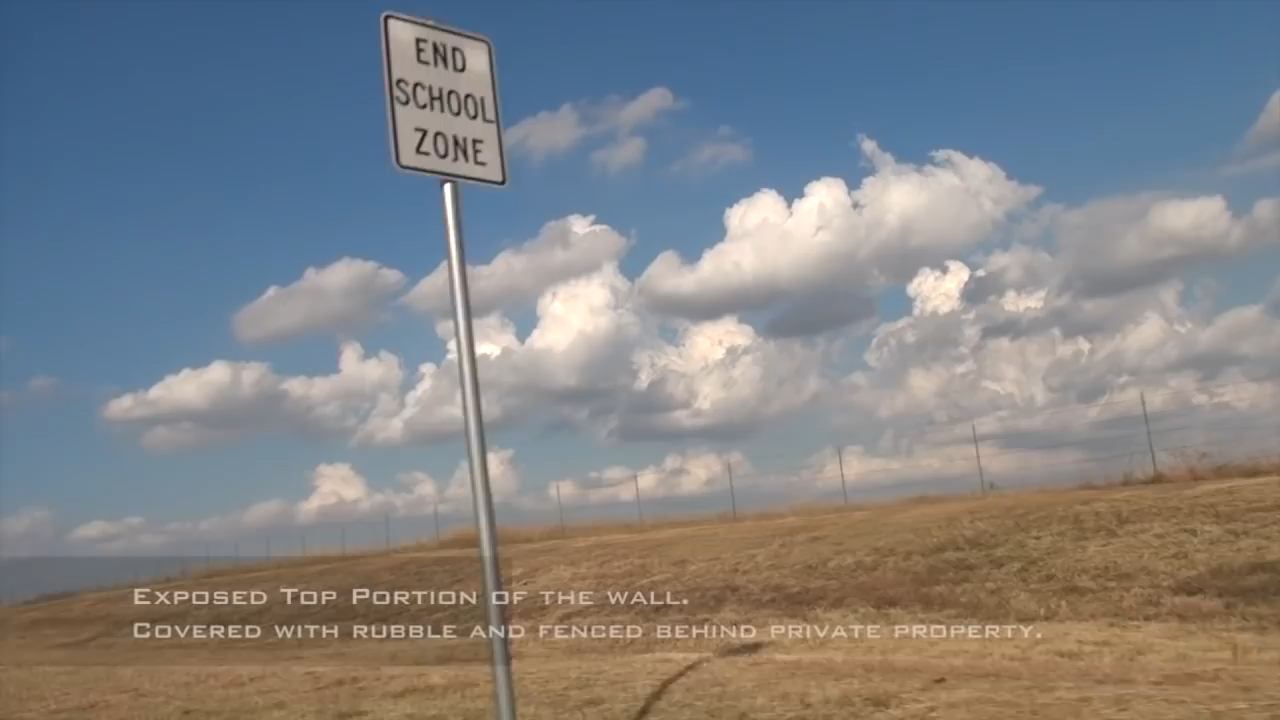 END
SCHOOL
ZONE
Exposed Top Portion of the wall.
Covered with rubble and fenced behind private property.